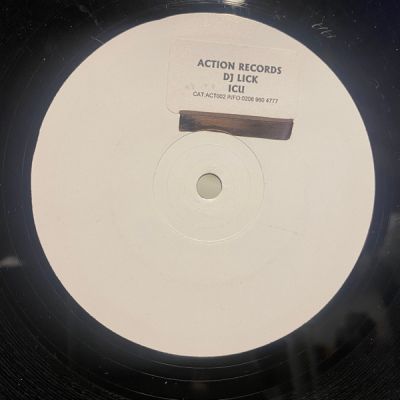 ACTION RECORDS
DJ LICK
ICU
CAT:ACT002 INFO:0208 960 4777